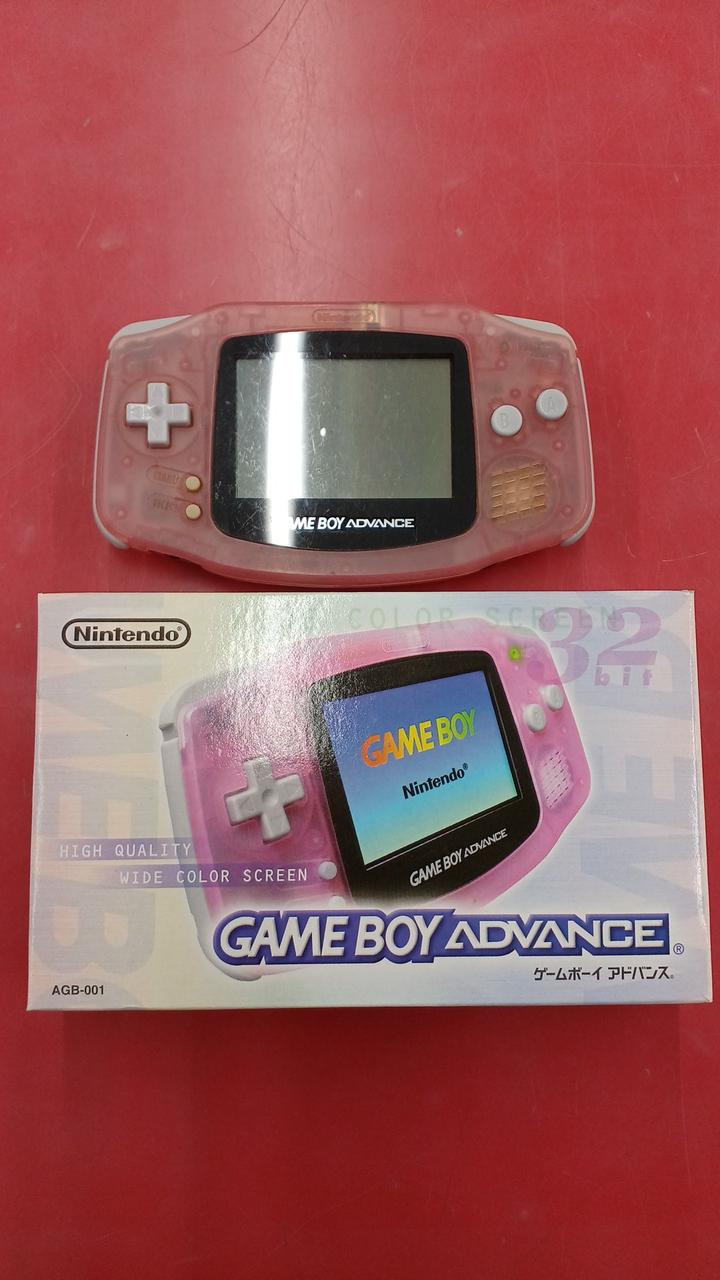 Nintendo
B
A
GAME BOY ADVANCE
Nintendo
COLOR SCREEN
32
bit
GAME BOY
Nintendo®
GAME BOY ADVANCE
HIGH QUALITY
WIDE COLOR SCREEN
GAME BOY ADVANCE®
ゲームボーイ アドバンス®
AGB-001